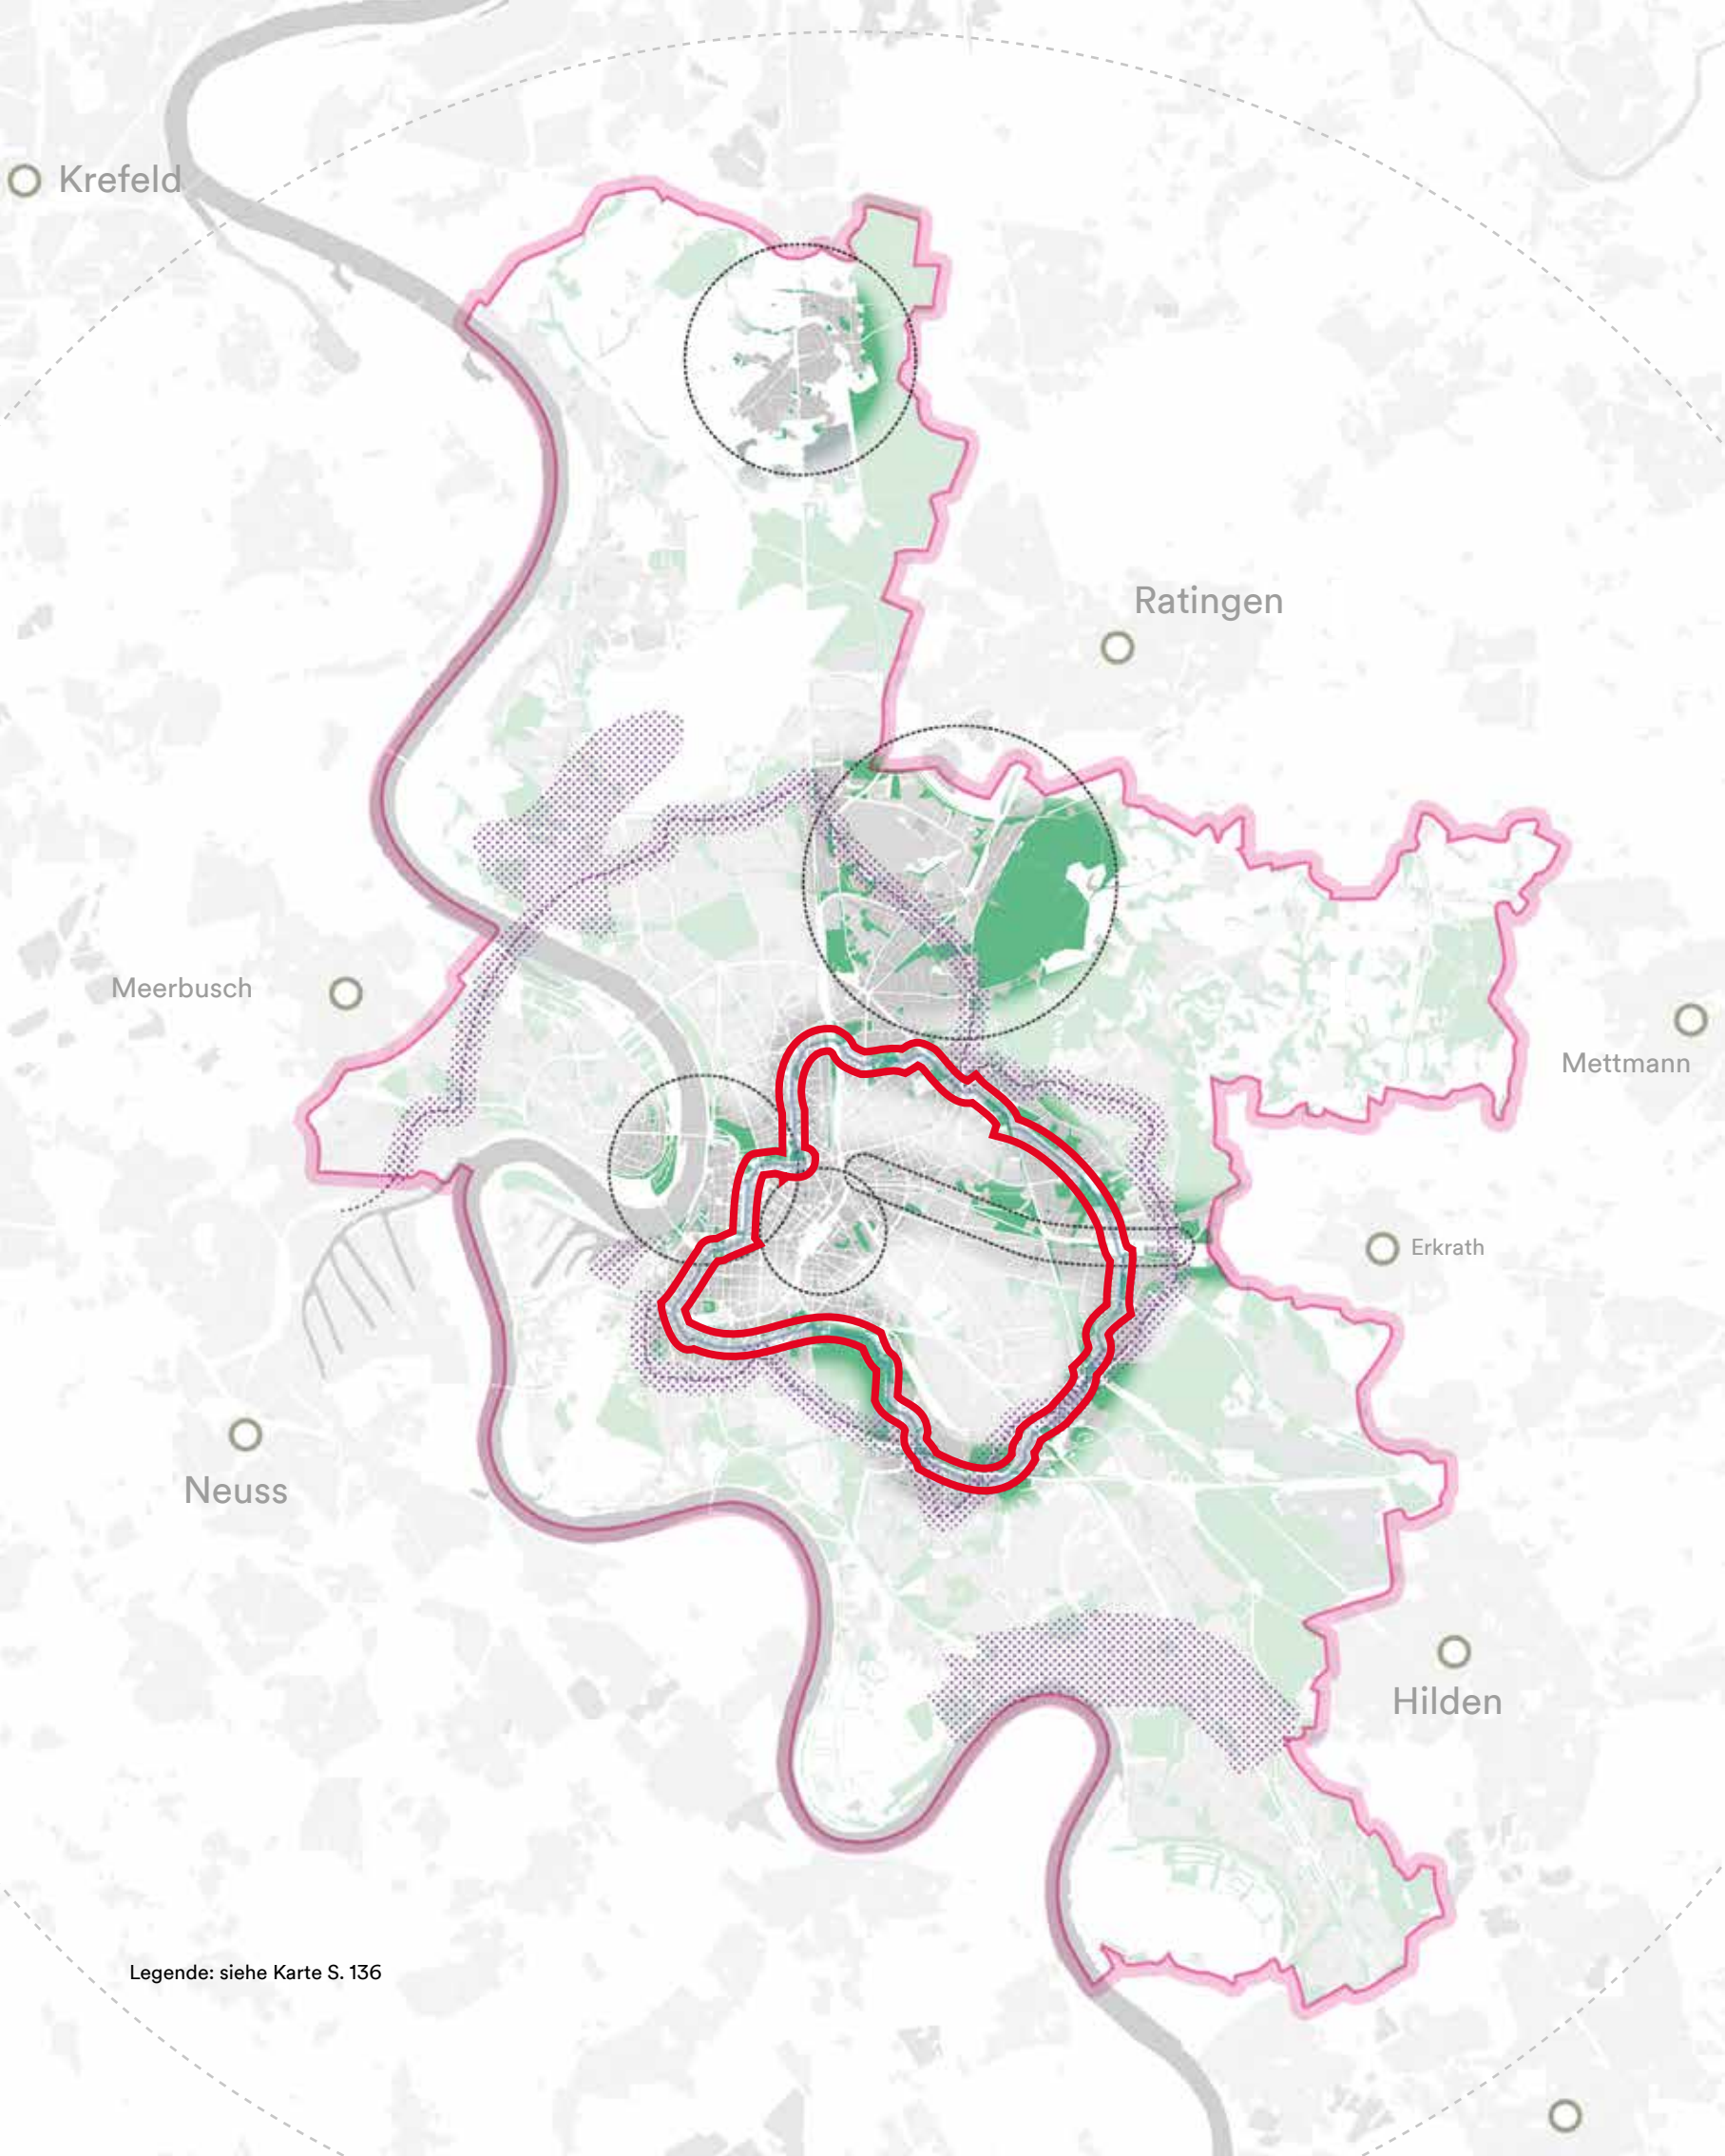 Krefeld
Ratingen
Meerbusch
Mettmann
Erkrath
Neuss
Hilden
Legende: siehe Karte S. 136